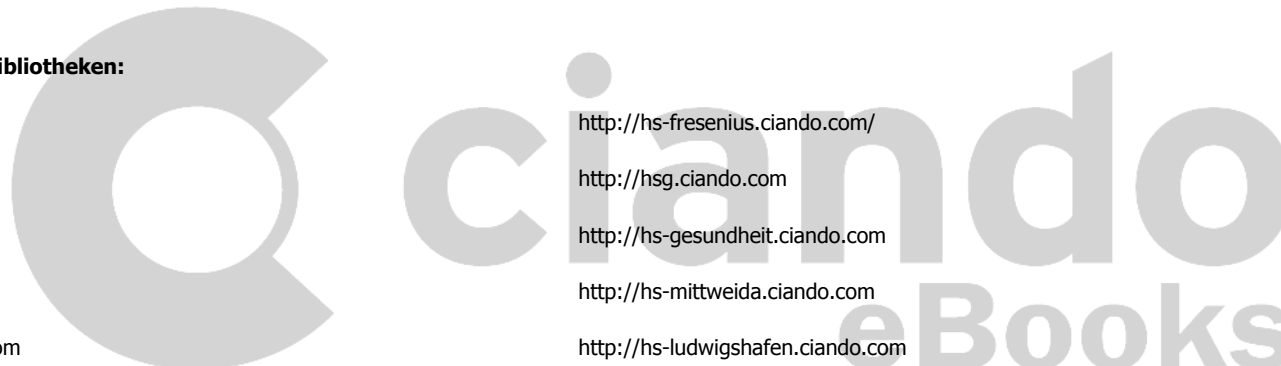 ibliotheken:
http://hs-fresenius.ciando.com/
http://hsg.ciando.com
http://hs-gesundheit.ciando.com
http://hs-mittweida.ciando.com
om
http://hs-ludwigshafen.ciando.com
ciando
eBooks